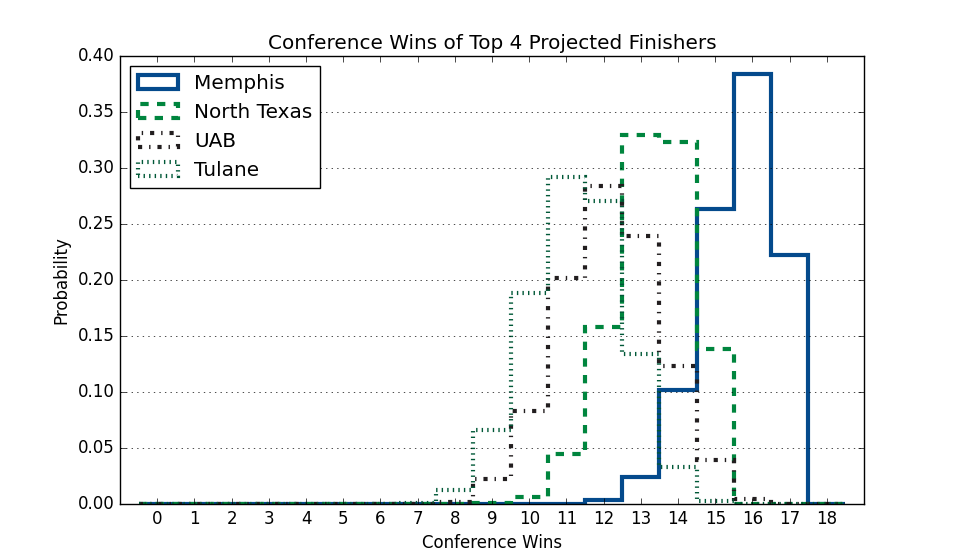 Conference Wins of Top 4 Projected Finishers
0.40
0.35
0.30
0.25
0.20
0.15
0.10
0.05
0.00
Probability
Memphis
North Texas
UAB
Tulane
0 1 2 3 4 5 6 7 8 9 10 11 12 13 14 15 16 17 18
Conference Wins